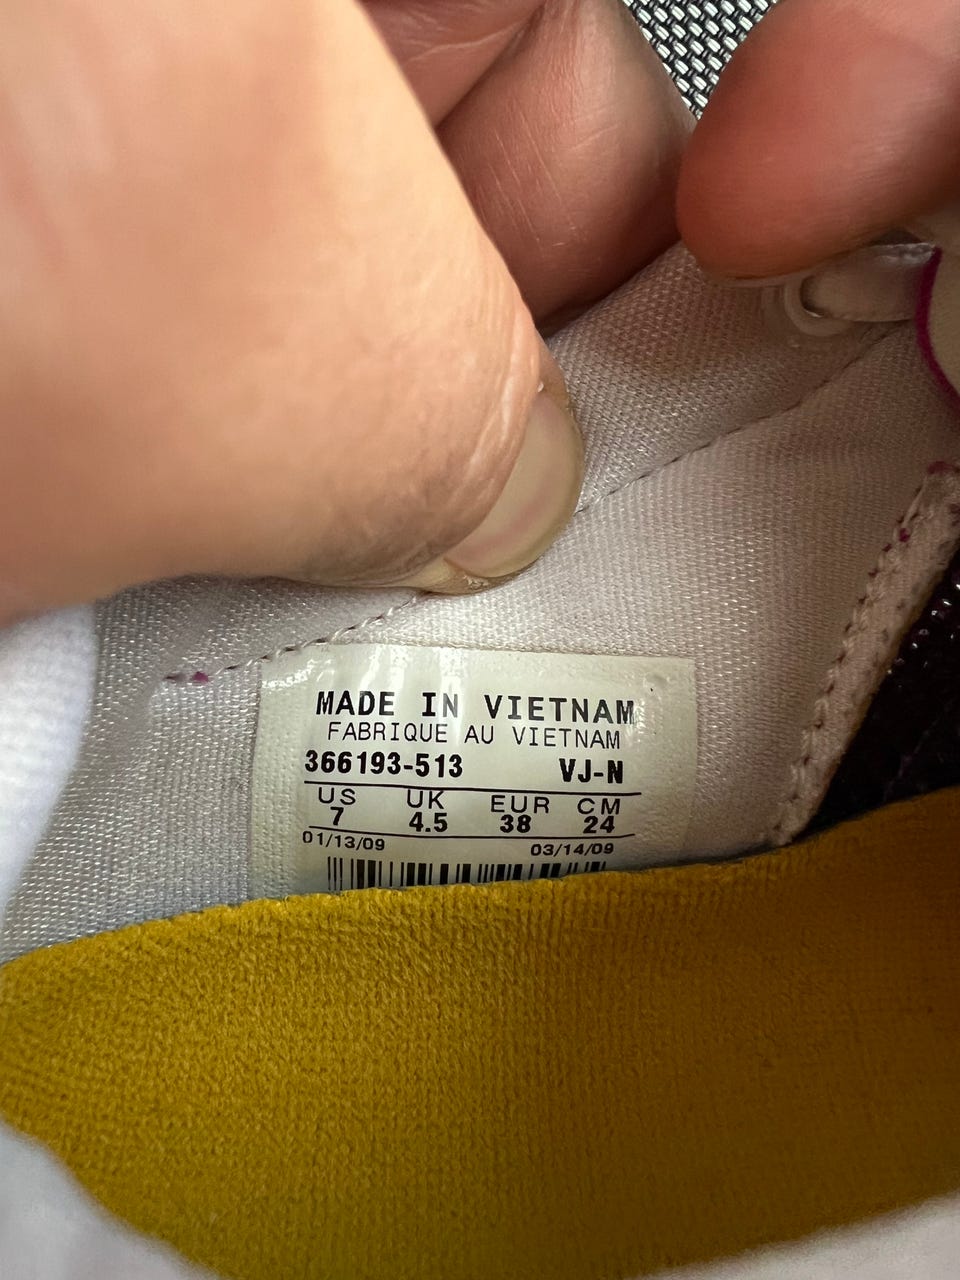 MADE IN VIETNAM
FABRIQUE AU VIETNAM
366193-513 VJ-N
US UK EUR CM
7 4.5 38 24
01/13/09 03/14/09